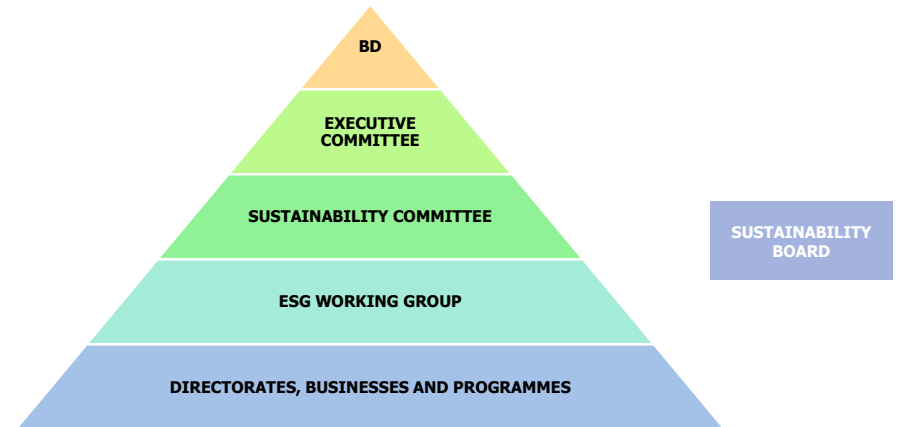 BD
EXECUTIVE
COMMITTEE
SUSTAINABILITY COMMITTEE
SUSTAINABILITY
BOARD
ESG WORKING GROUP
DIRECTORATES, BUSINESSES AND PROGRAMMES